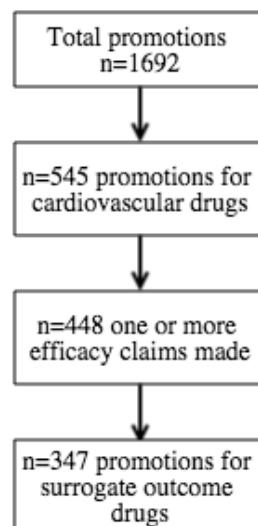 Total promotions
n=1692
n=545 promotions for
cardiovascular drugs
n=448 one or more
efficacy claims made
n=347 promotions for
surrogate outcome
drugs